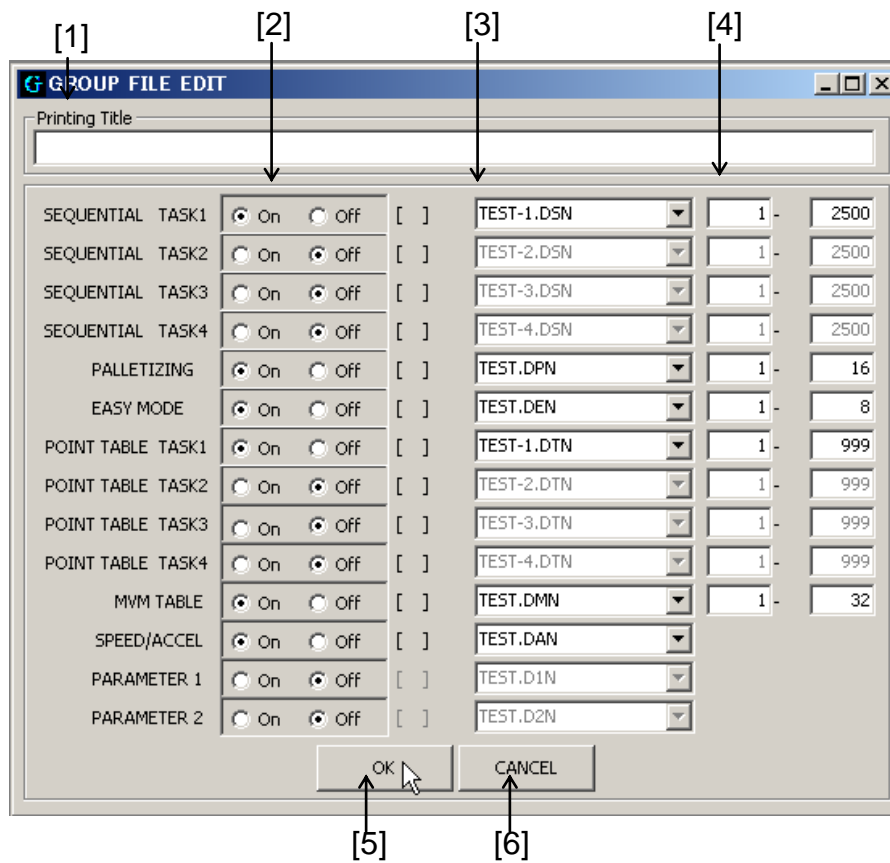 [1] [2] [3] [4]
GROUP FILE EDIT
Printing Title
SEQUENTIAL TASK1 On Off [ ] TEST-1.DSN 1 - 2500
SEQUENTIAL TASK2 On Off [ ] TEST-2.DSN 1 - 2500
SEQUENTIAL TASK3 On Off [ ] TEST-3.DSN 1 - 2500
SEQUENTIAL TASK4 On Off [ ] TEST-4.DSN 1 - 2500
PALLETIZING On Off [ ] TEST.DPN 1 - 16
EASY MODE On Off [ ] TEST.DEN 1 - 8
POINT TABLE TASK1 On Off [ ] TEST-1.DTN 1 - 999
POINT TABLE TASK2 On Off [ ] TEST-2.DTN 1 - 999
POINT TABLE TASK3 On Off [ ] TEST-3.DTN 1 - 999
POINT TABLE TASK4 On Off [ ] TEST-4.DTN 1 - 999
MVM TABLE On Off [ ] TEST.DMN 1 - 32
SPEED/ACCEL On Off [ ] TEST.DAN
PARAMETER 1 On Off [ ] TEST.D1N
PARAMETER 2 On Off [ ] TEST.D2N
OK CANCEL
[5] [6]